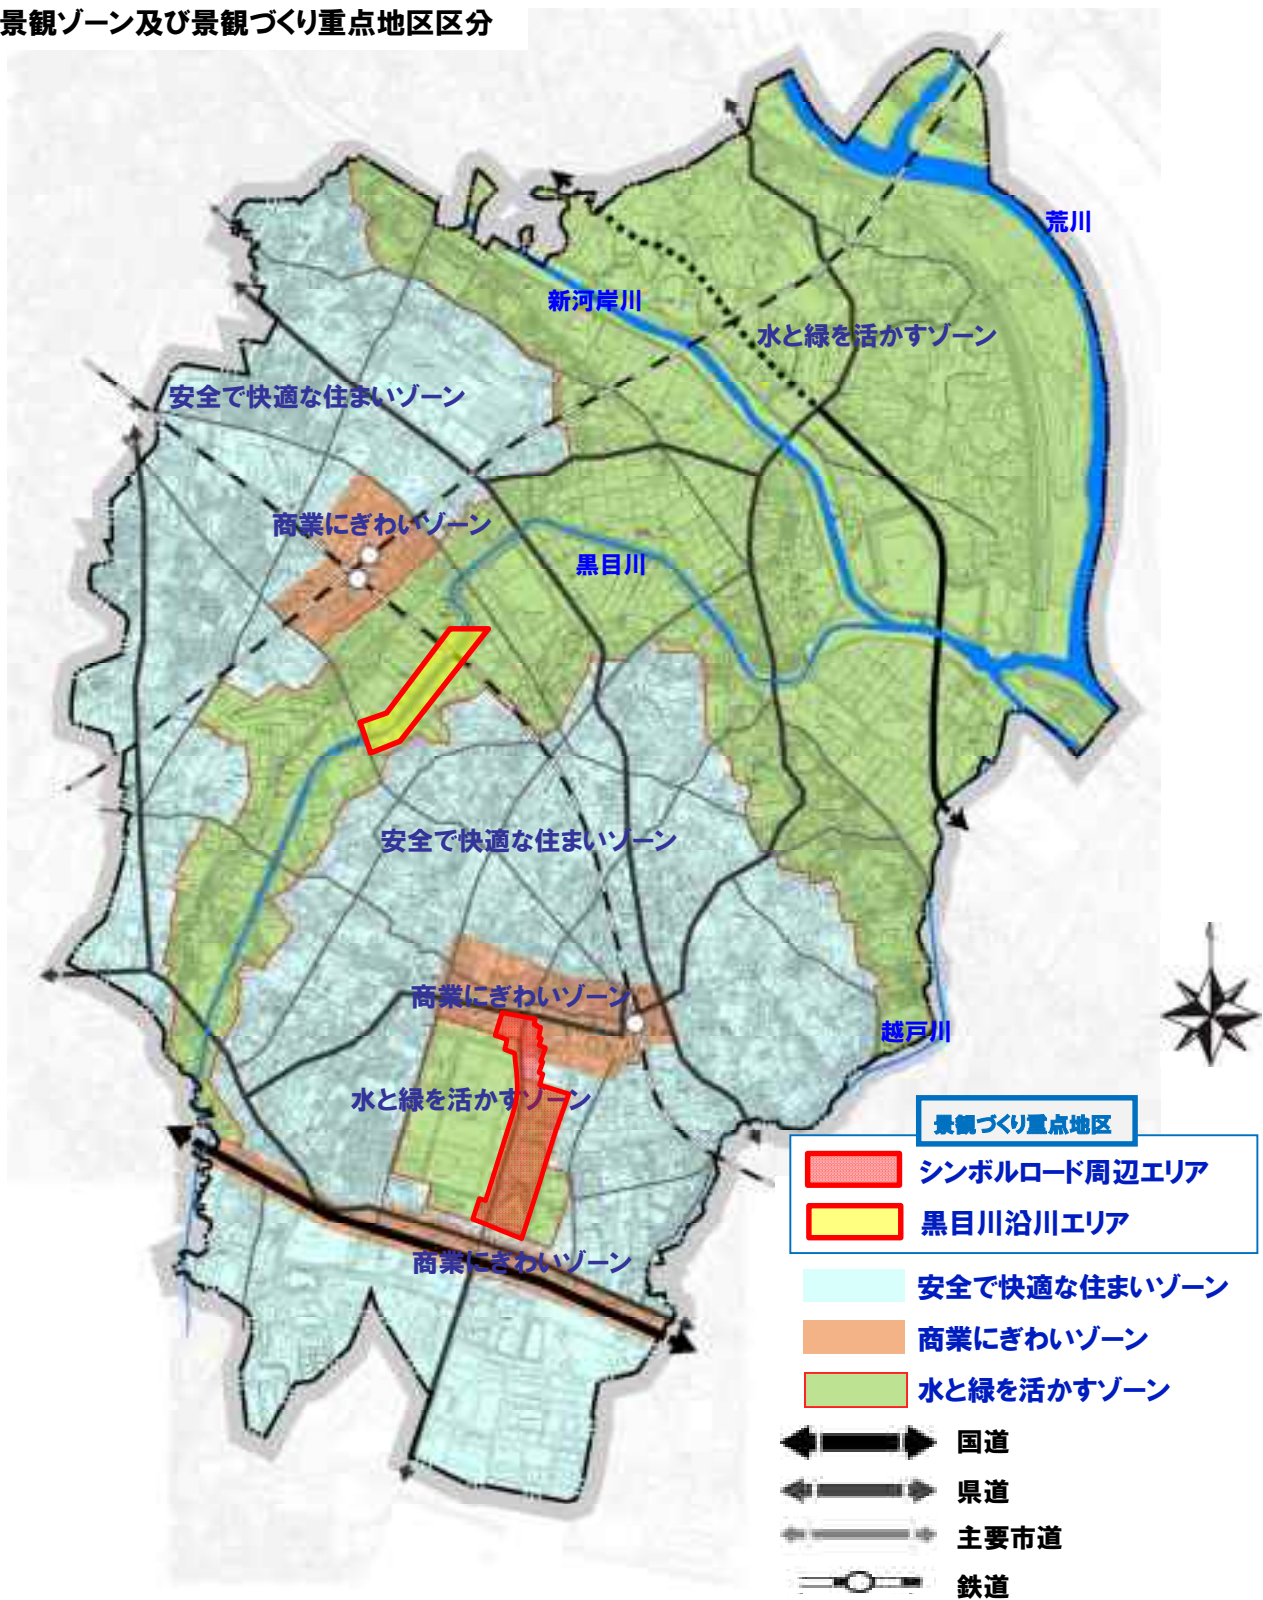 景観ゾーン及び景観づくり重点地区区分
荒川
新河岸川
水と緑を活かすゾーン
安全で快適な住まいゾーン
商業にぎわいゾーン
黒目川
安全で快適な住まいゾーン
商業にぎわいゾーン
越戸川
水と緑を活かすゾーン
商業にぎわいゾーン
景観づくり重点地区
シンボルロード周辺エリア
黒目川沿川エリア
安全で快適な住まいゾーン
商業にぎわいゾーン
水と緑を活かすゾーン
国道
県道
主要市道
鉄道